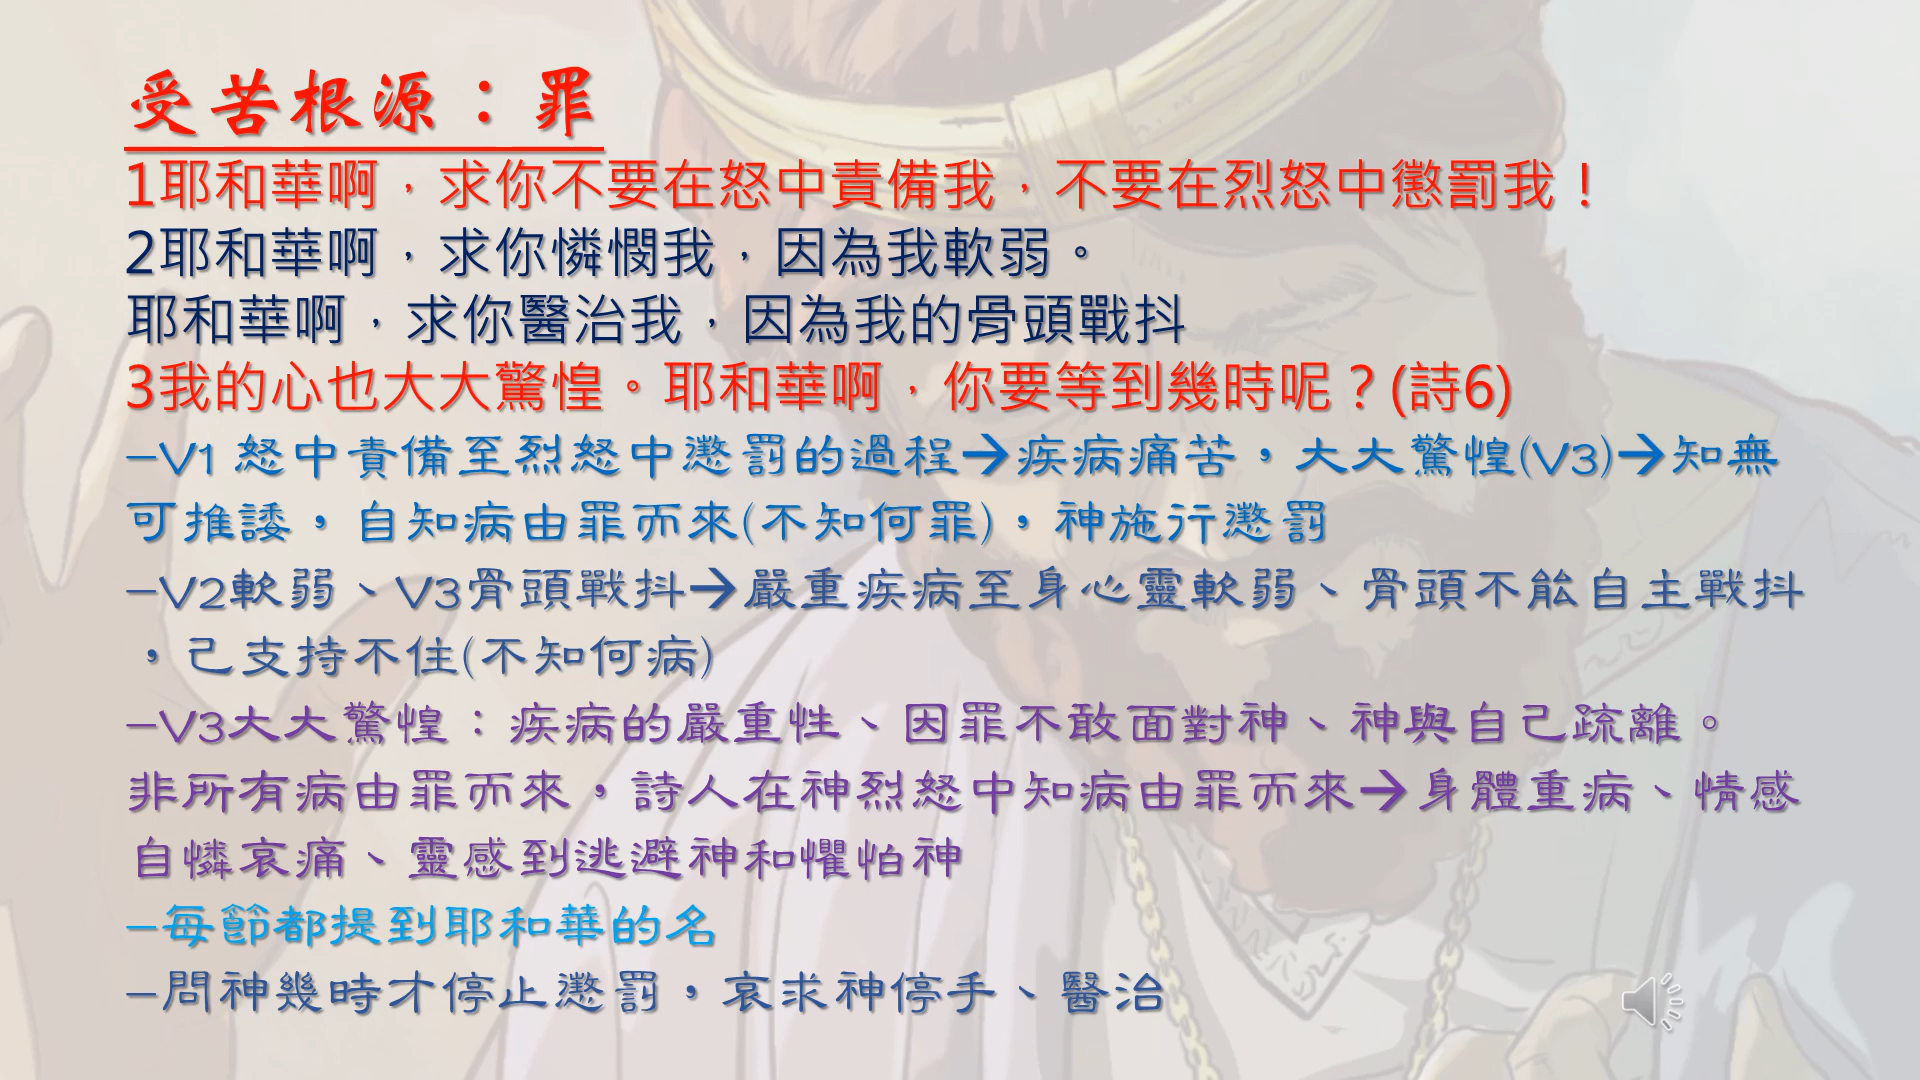 受苦根源：罪
1耶和華啊，求你不要在怒中責備我，不要在烈怒中懲罰我！
2耶和華啊，求你憐憫我，因為我軟弱。
耶和華啊，求你醫治我，因為我的骨頭戰抖
3我的心也大大驚惶。耶和華啊，你要等到幾時呢？(詩6)
–V1 怒中責備至烈怒中懲罰的過程→疾病痛苦，大大驚惶(V3)→知無
可推諉，自知病由罪而來(不知何罪)，神施行懲罰
–V2軟弱、V3骨頭戰抖→嚴重疾病至身心靈軟弱、骨頭不能自主戰抖
，己支持不住(不知何病)
–V3大大驚惶：疾病的嚴重性、因罪不敢面對神、神與自己疏離。
非所有病由罪而來，詩人在神烈怒中知病由罪而來→身體重病、情感
自憐哀痛、靈感到逃避神和懼怕神
–每節都提到耶和華的名
–問神幾時才停止懲罰，哀求神停手、醫治